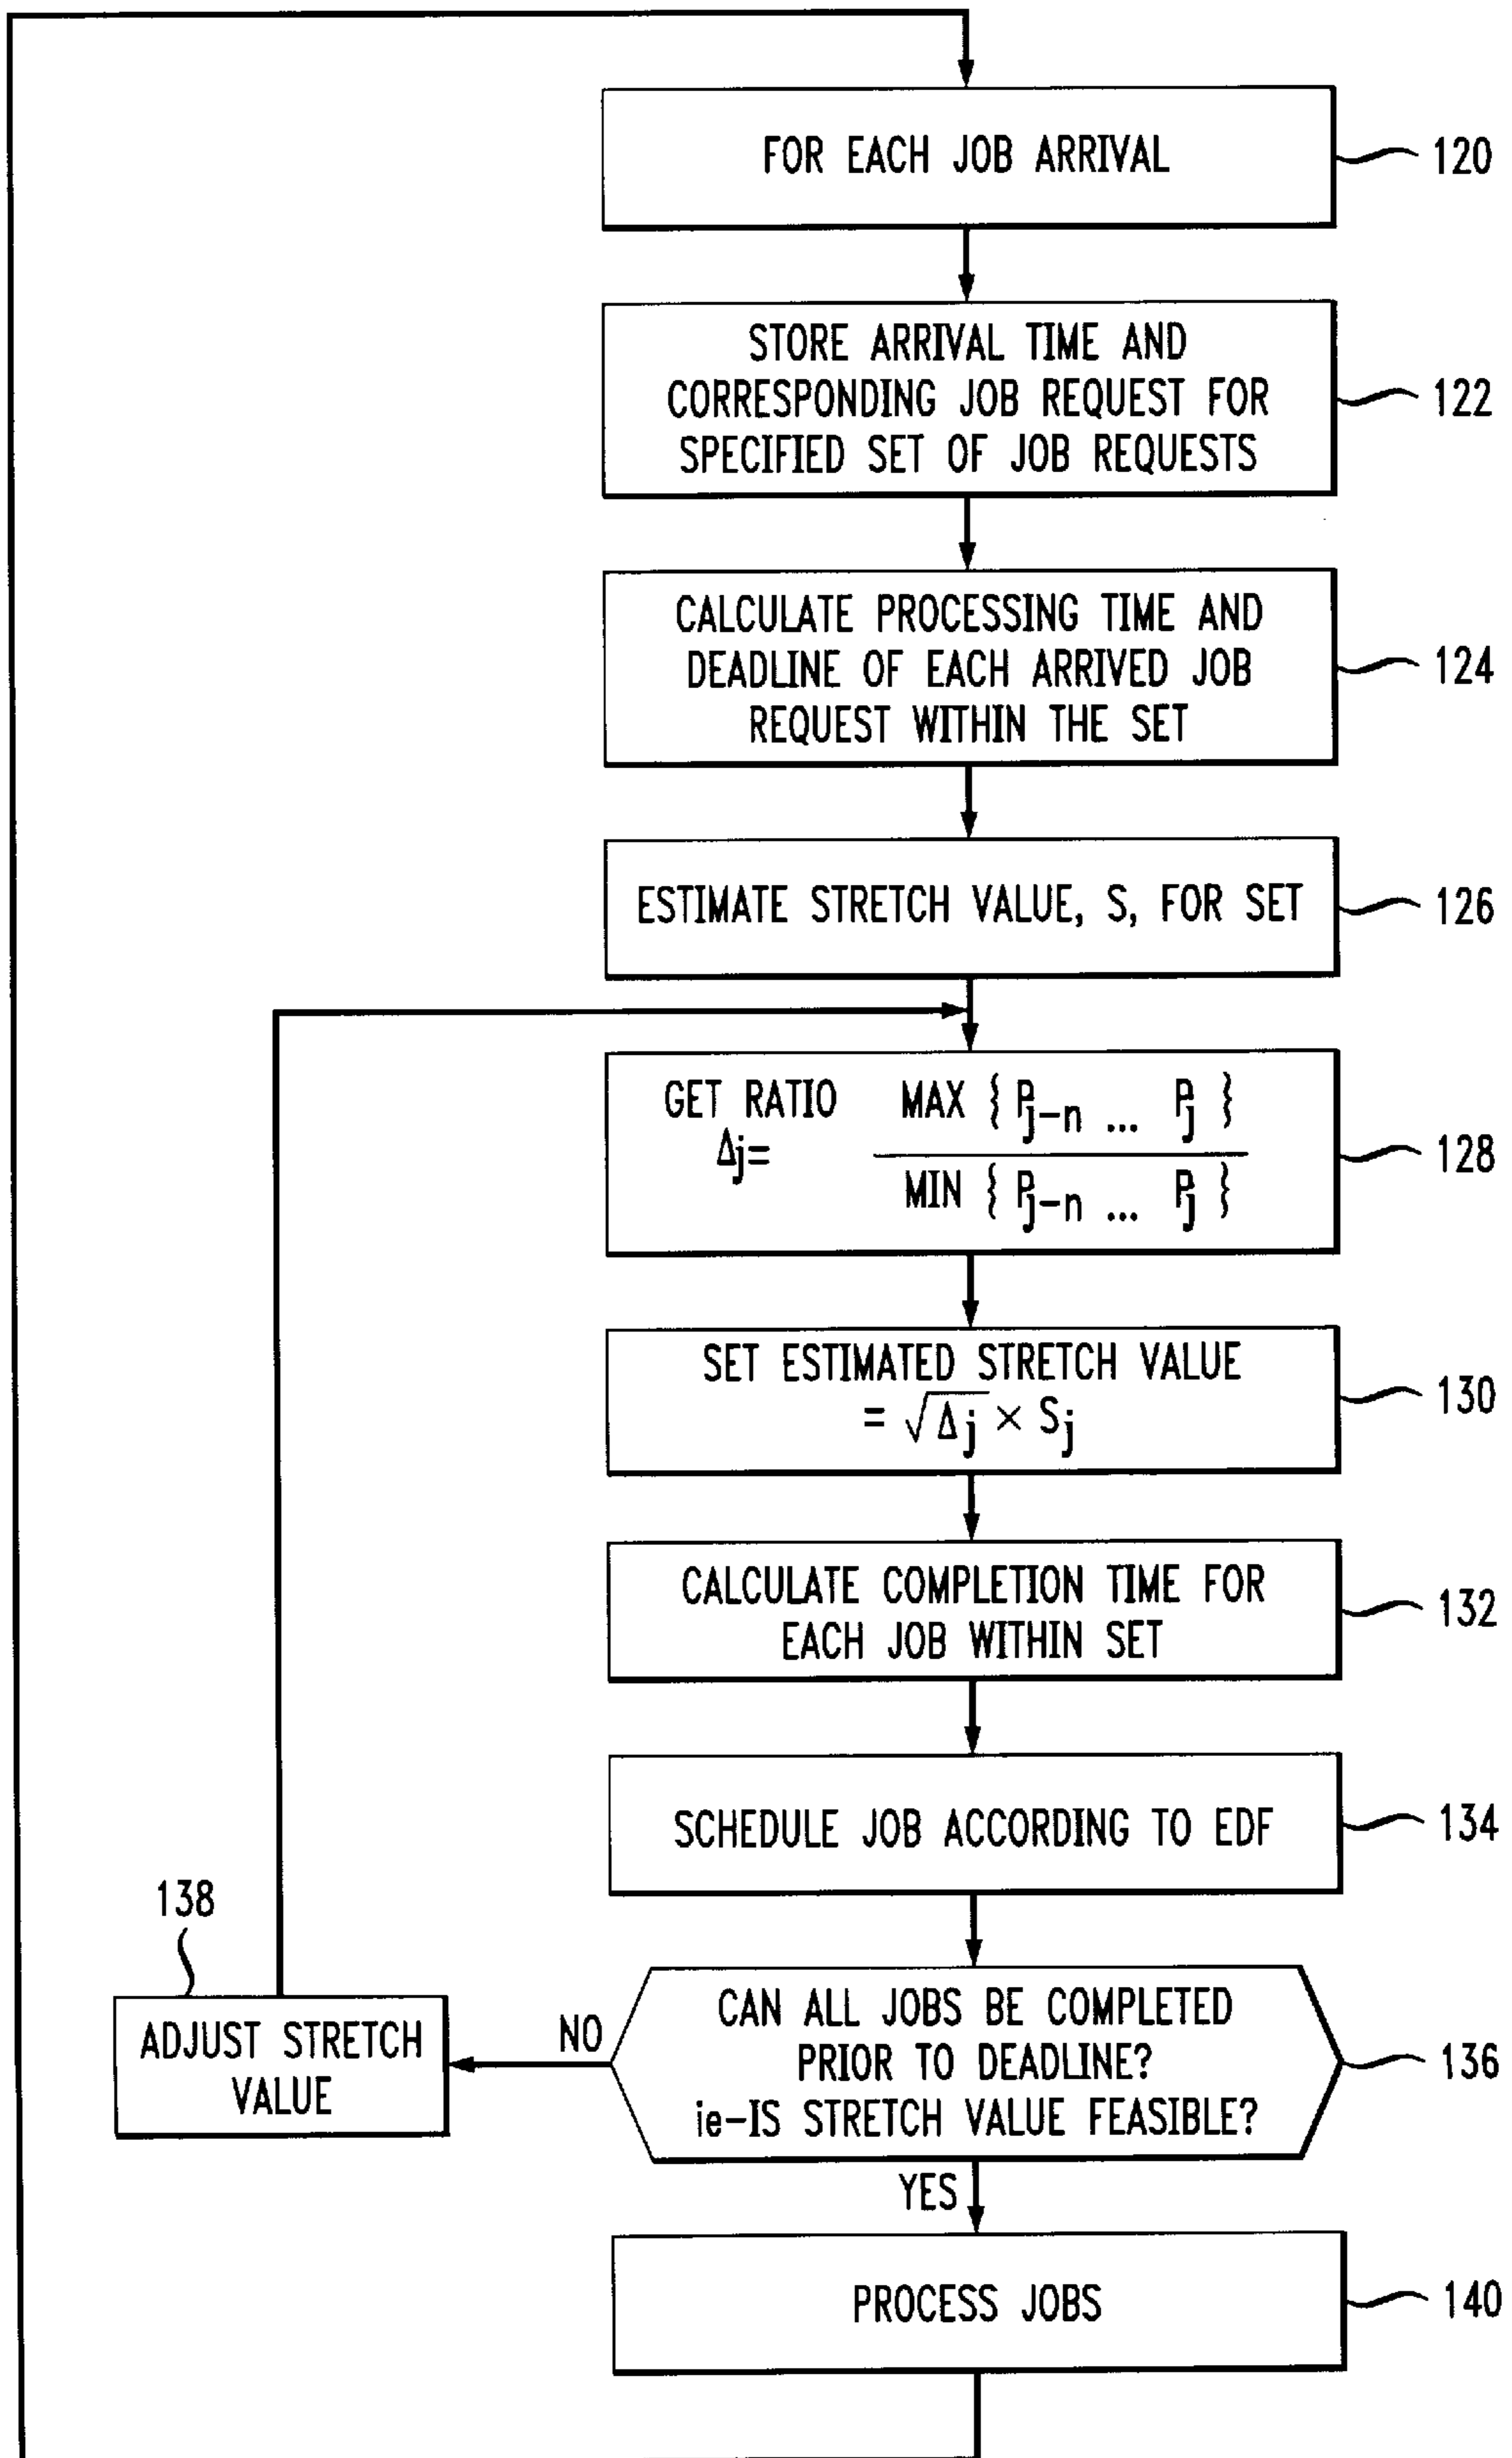 FOR EACH JOB ARRIVAL
120
STORE ARRIVAL TIME AND
CORRESPONDING JOB REQUEST FOR
SPECIFIED SET OF JOB REQUESTS
122
CALCULATE PROCESSING TIME AND
DEADLINE OF EACH ARRIVED JOB
REQUEST WITHIN THE SET
124
ESTIMATE STRETCH VALUE, S, FOR SET
126
GET RATIO
Δj=
MAX { Pj-n ... Pj }
MIN { Pj-n ... Pj }
128
SET ESTIMATED STRETCH VALUE
= √Δj × Sj
130
CALCULATE COMPLETION TIME FOR
EACH JOB WITHIN SET
132
SCHEDULE JOB ACCORDING TO EDF
134
CAN ALL JOBS BE COMPLETED
PRIOR TO DEADLINE?
ie-IS STRETCH VALUE FEASIBLE?
136
NO
138
ADJUST STRETCH
VALUE
YES
PROCESS JOBS
140